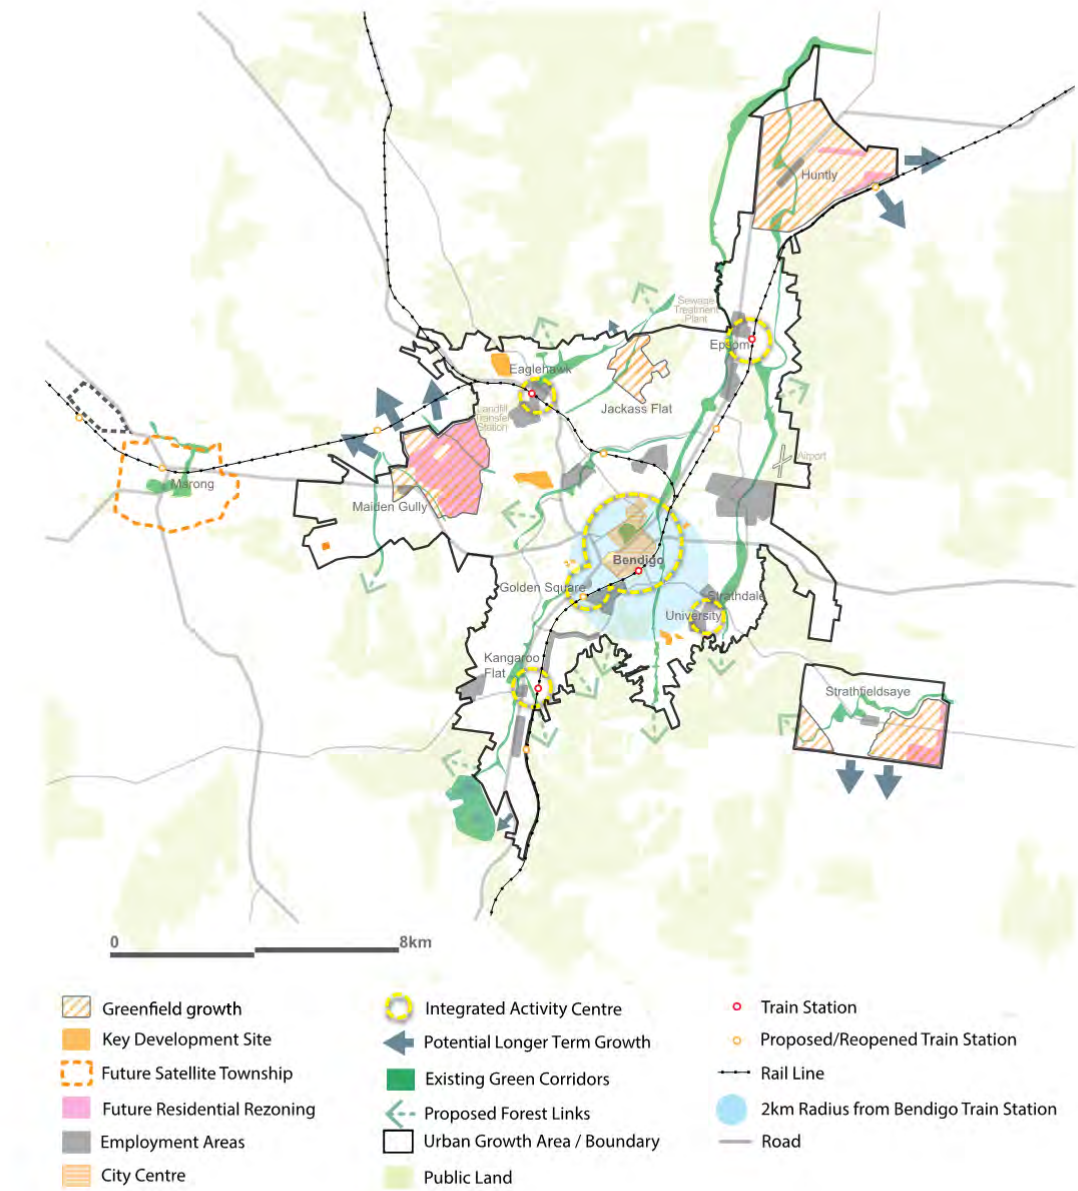 Huntly
Sewage
Treatment
Plant
Epsom
Eaglehawk
Jackass Flat
Landfill
Transfer
Station
Airport
Marong
Maiden Gully
Bendigo
Golden Square
Strathdale
University
Kangaroo
Flat
Strathfieldsaye
0 8km
Greenfield growth
Key Development Site
Future Satellite Township
Future Residential Rezoning
Employment Areas
City Centre
Integrated Activity Centre
Potential Longer Term Growth
Existing Green Corridors
Proposed Forest Links
Urban Growth Area / Boundary
Public Land
Train Station
Proposed/Reopened Train Station
Rail Line
2km Radius from Bendigo Train Station
Road